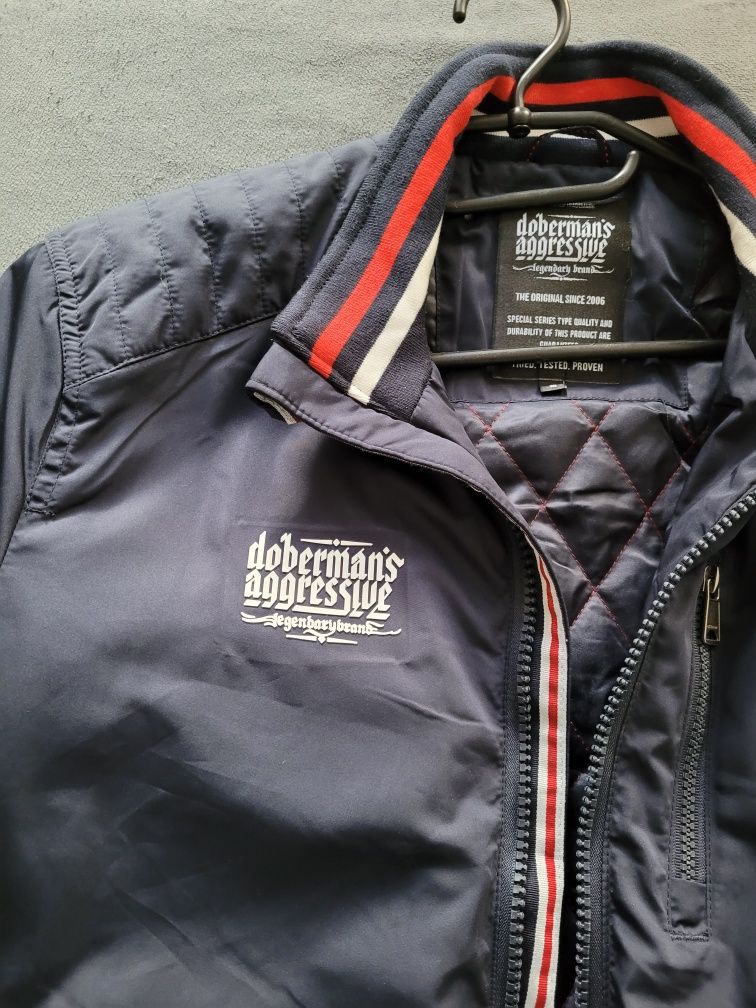 doberman's
aggressive
legendary brand
THE ORIGINAL SINCE 2006
SPECIAL SERIES TYPE QUALITY AND
DURABILITY OF THIS PRODUCT ARE
TRIED. TESTED. PROVEN
doberman's
aggressive
legendary brand